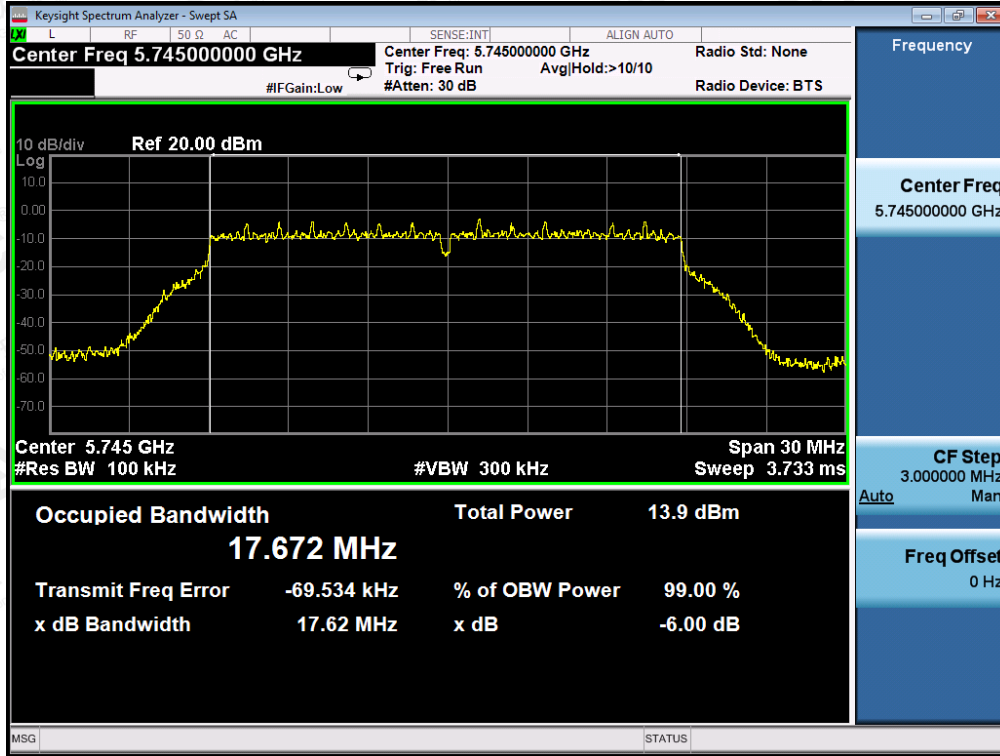 Keysight Spectrum Analyzer - Swept SA
LXI L RF 50 Ω AC SENSE:INT ALIGN AUTO
Center Freq 5.745000000 GHz
Center Freq: 5.745000000 GHz Radio Std: None
Trig: Free Run Avg|Hold:>10/10
#IFGain:Low #Atten: 30 dB Radio Device: BTS
10 dB/div Ref 20.00 dBm
Log
10.0
0.00
-10.0
-20.0
-30.0
-40.0
-50.0
-60.0
-70.0
Center 5.745 GHz Span 30 MHz
#Res BW 100 kHz #VBW 300 kHz Sweep 3.733 ms
Occupied Bandwidth Total Power 13.9 dBm
17.672 MHz
Transmit Freq Error -69.534 kHz % of OBW Power 99.00 %
x dB Bandwidth 17.62 MHz x dB -6.00 dB
Frequency
Center Freq
5.745000000 GHz
CF Step
3.000000 MHz
Auto Man
Freq Offset
0 Hz
MSG STATUS